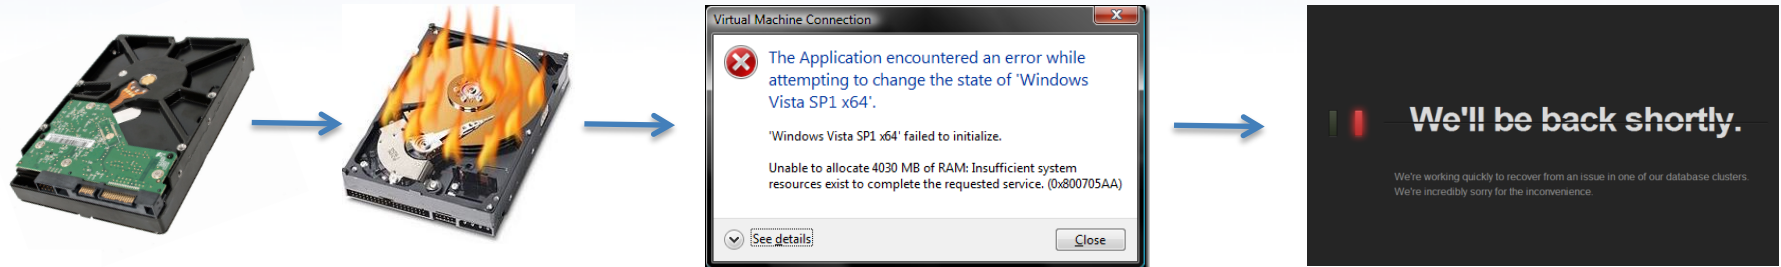 Virtual Machine Connection
The Application encountered an error while
attempting to change the state of 'Windows
Vista SP1 x64'.
'Windows Vista SP1 x64' failed to initialize.
Unable to allocate 4030 MB of RAM: Insufficient system
resources exist to complete the requested service. (0x800705AA)
See details
Close
We'll be back shortly.
We're working quickly to recover from an issue in one of our database clusters.
We're incredibly sorry for the inconvenience.